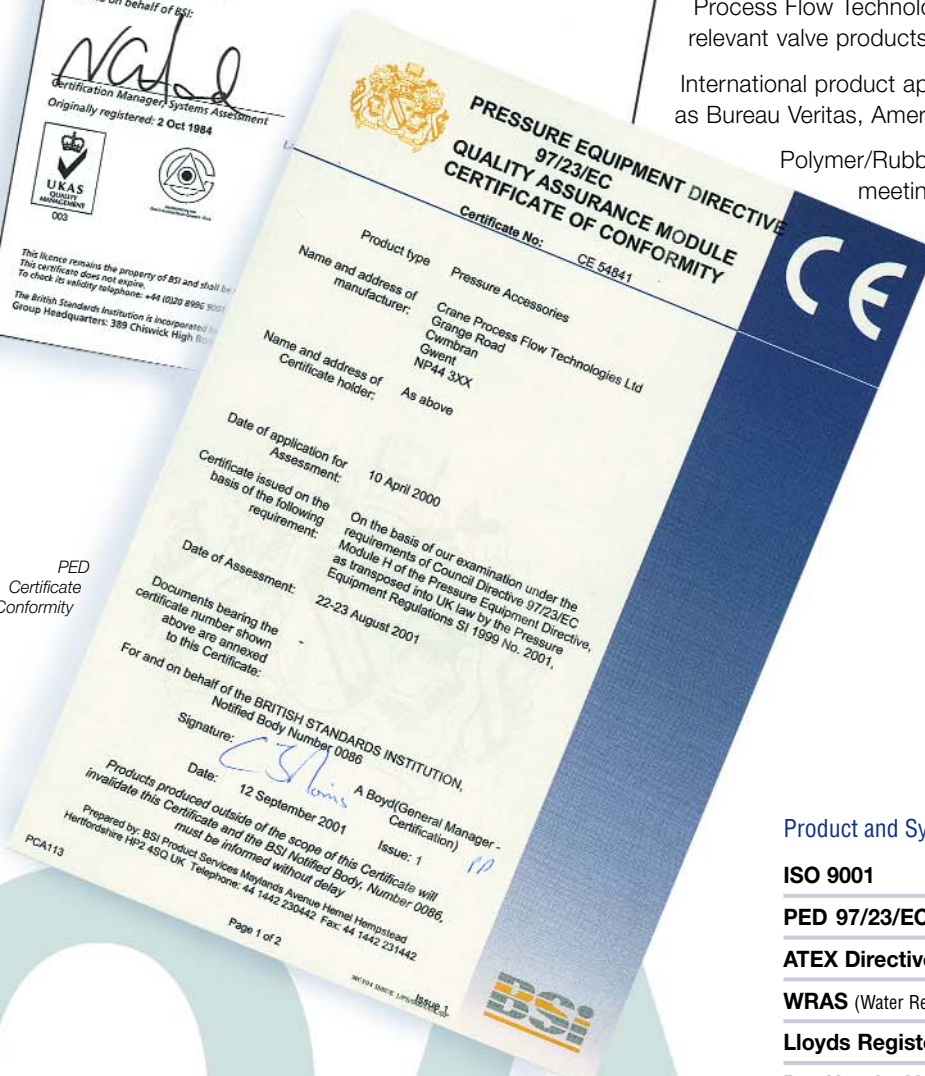 on behalf of BSI:
Certification Manager, Systems Assessment
Originally registered: 2 Oct 1984
UKAS
QUALITY
MANAGEMENT
003
This licence remains the property of BSI and shall be
This certificate does not expire.
To check its validity telephone: +44 (0)20 8996 9001
The British Standards Institution is incorporated by
Group Headquarters: 389 Chiswick High Ro
Process Flow Technolo
relevant valve products
International product ap
as Bureau Veritas, Amer
Polymer/Rubb
meetin
PRESSURE EQUIPMENT DIRECTIVE
97/23/EC
QUALITY ASSURANCE MODULE
CERTIFICATE OF CONFORMITY
CE
Certificate No:
CE 54841
Product type
Pressure Accessories
Name and address of
manufacturer:
Crane Process Flow Technologies Ltd
Grange Road
Cwmbran
Gwent
NP44 3XX
Name and address of
Certificate holder:
As above
Date of application for
Assessment:
10 April 2000
Certificate issued on the
basis of the following
requirement:
On the basis of our examination under the
requirements of Council Directive 97/23/EC
Module H of the Pressure Equipment Directive,
as transposed into UK law by the Pressure
Equipment Regulations SI 1999 No. 2001,
Date of Assessment:
22-23 August 2001
Documents bearing the
certificate number shown
above are annexed
to this Certificate:
-
For and on behalf of the BRITISH STANDARDS INSTITUTION,
Notified Body Number 0086
Signature:
A Boyd(General Manager -
Certification)
pp
Date:
12 September 2001
Issue: 1
Products produced outside of the scope of this Certificate will
invalidate this Certificate and the BSI Notified Body, Number 0086,
must be informed without delay
Prepared by: BSI Product Services Maylands Avenue Hemel Hempstead
Hertfordshire HP2 4SQ UK Telephone: 44 1442 230442 Fax: 44 1442 231442
PCA113
Page 1 of 2
Issue 1
BSi
PED
Certificate
Conformity
Product and Sy
ISO 9001
PED 97/23/EC
ATEX Directive
WRAS (Water Re
Lloyds Registe